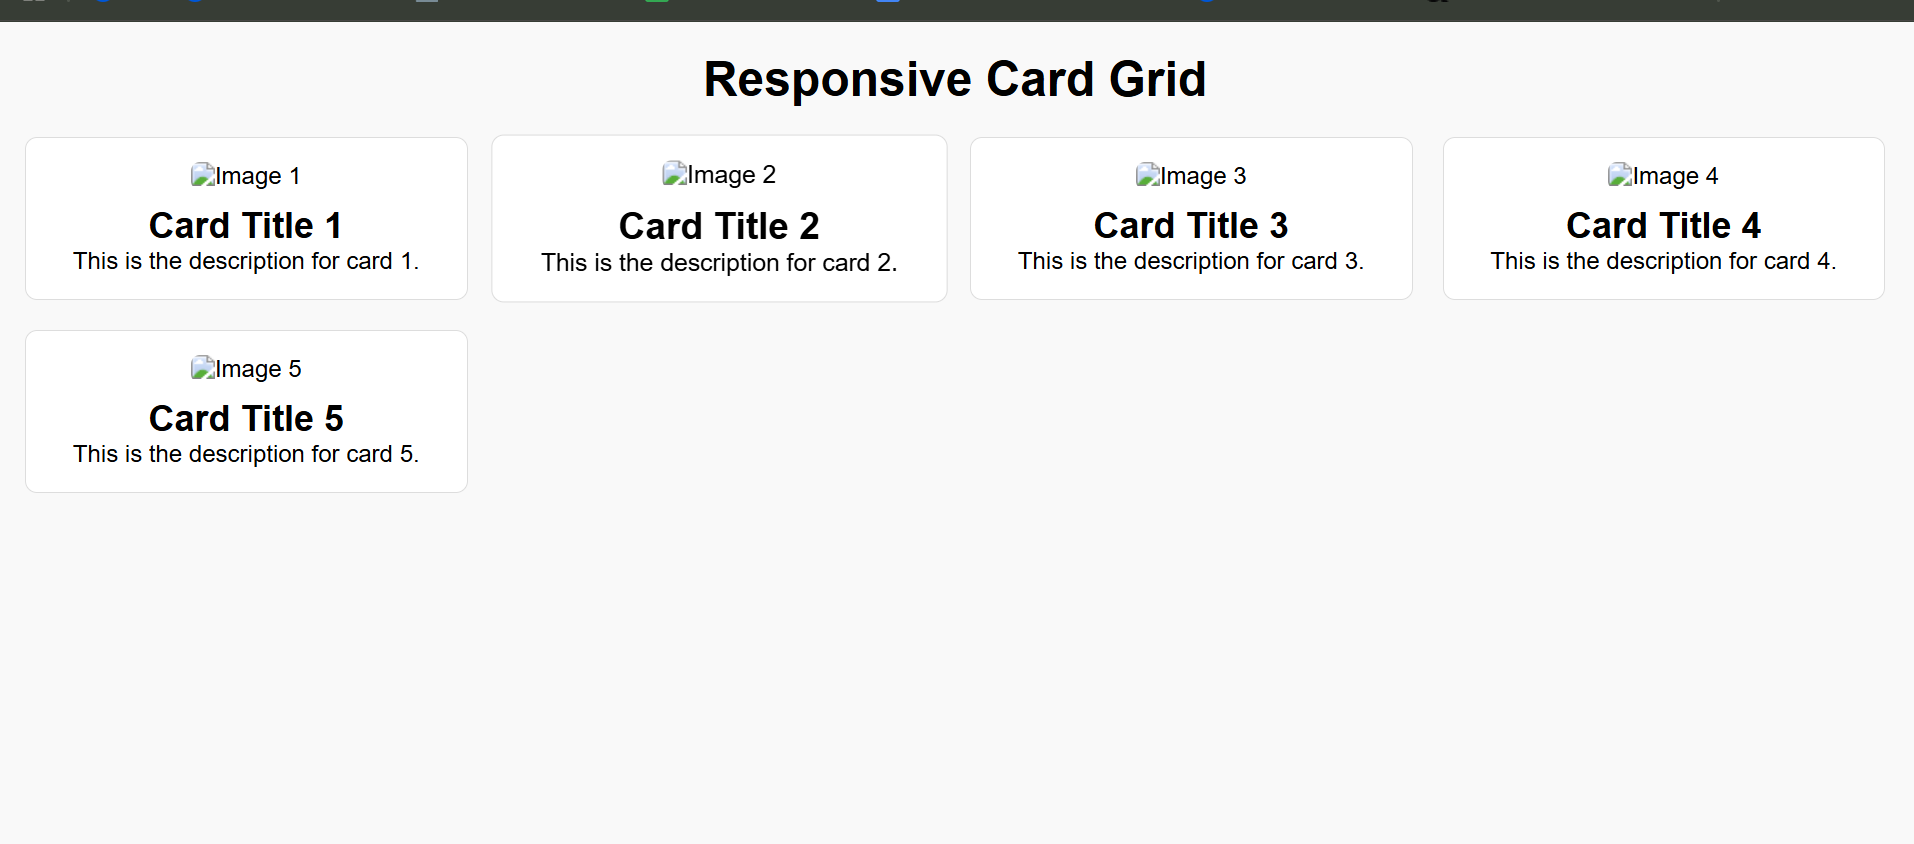 Responsive Card Grid
Image 1
Card Title 1
This is the description for card 1.
Image 2
Card Title 2
This is the description for card 2.
Image 3
Card Title 3
This is the description for card 3.
Image 4
Card Title 4
This is the description for card 4.
Image 5
Card Title 5
This is the description for card 5.